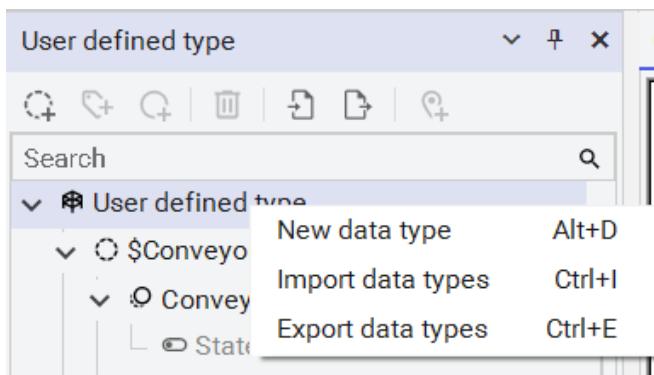 User defined type
Search
User defined type
New data type Alt+D
$Conveyo
Import data types Ctrl+I
Convey
Export data types Ctrl+E
State